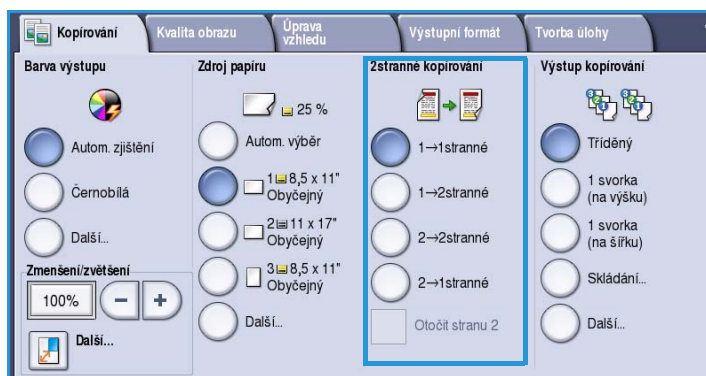 Kopírování
Kvalita obrazu
Úprava
vzhledu
Výstupní formát
Tvorba úlohy
Barva výstupu
Autom. zjištění
Černobílá
Další...
Zmenšení/zvětšení
100%
−
+
Další...
Zdroj papíru
25 %
Autom. výběr
1 8,5 x 11"
Obyčejný
2 11 x 17"
Obyčejný
3 8,5 x 11"
Obyčejný
Další...
2stranné kopírování
1→1stranné
1→2stranné
2→2stranné
2→1stranné
Otočit stranu 2
Výstup kopírování
Tříděný
1 svorka
(na výšku)
1 svorka
(na šířku)
Skládání...
Další...